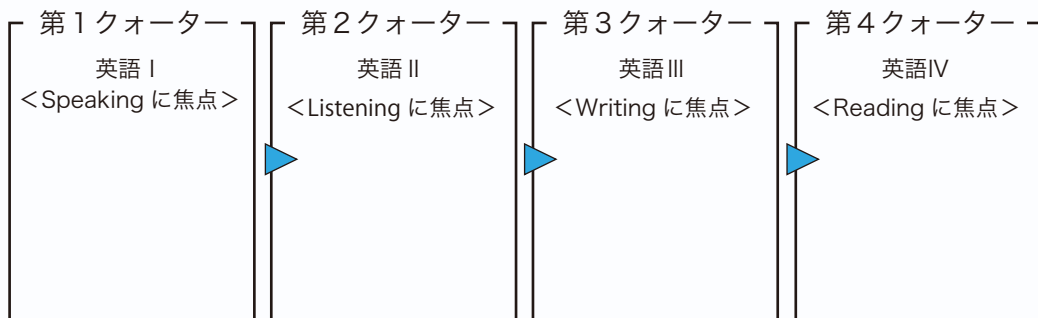 第1クォーター
英語Ⅰ
＜Speaking に焦点＞
第2クォーター
英語Ⅱ
＜Listening に焦点＞
第3クォーター
英語Ⅲ
＜Writing に焦点＞
第4クォーター
英語Ⅳ
＜Reading に焦点＞